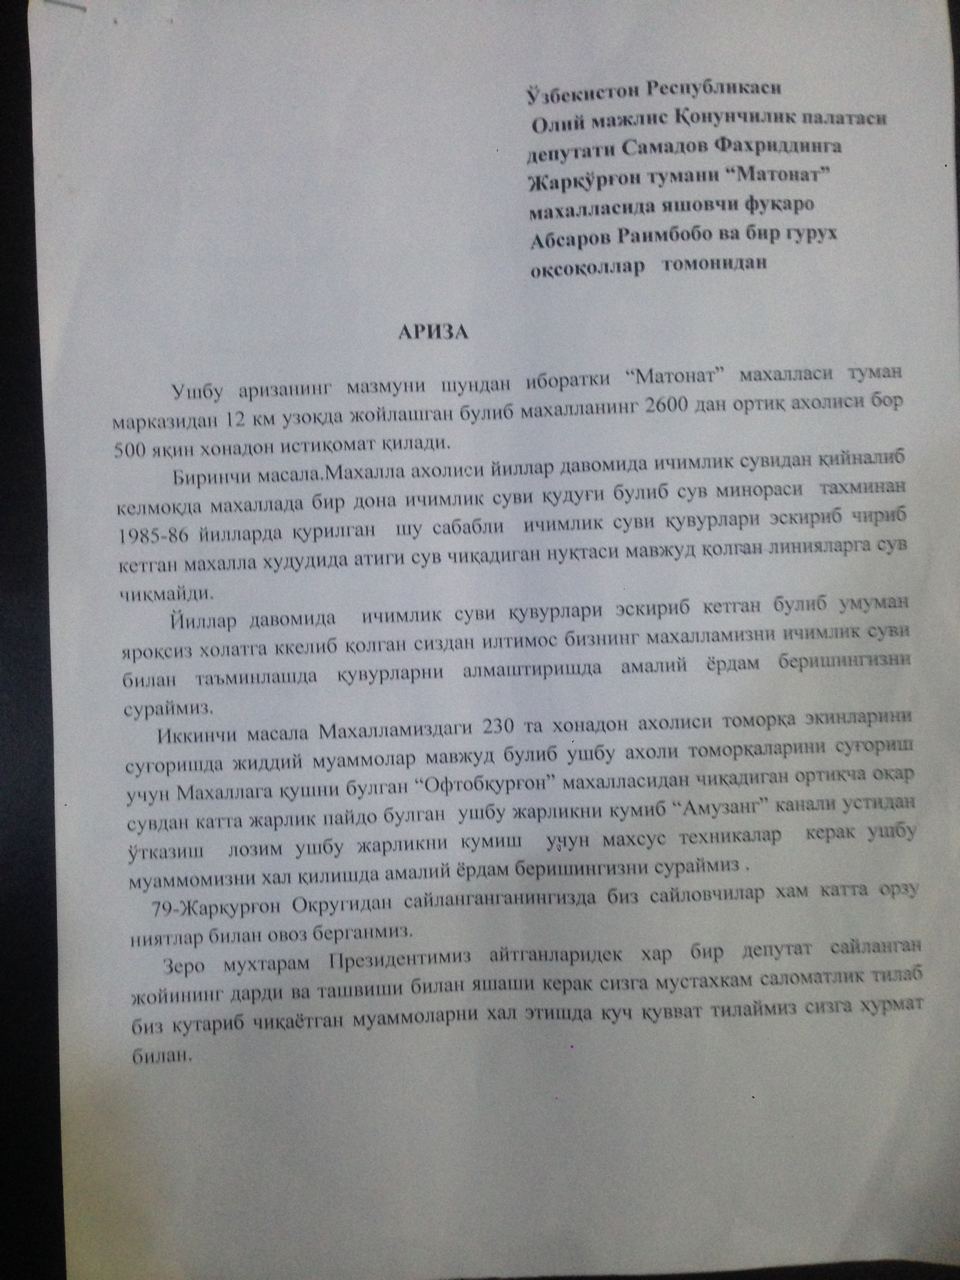 Ўзбекистон Республикаси
Олий мажлис Қонунчилик палатаси
депутати Самадов Фахриддинга
Жарқўрғон тумани “Матонат”
махалласида яшовчи фуқаро
Абсаров Раимбобо ва бир гурух
оқсоқоллар томонидан
АРИЗА
Ушбу аризанинг мазмуни шундан иборатки “Матонат” махалласи туман
марказидан 12 км узоқда жойлашган булиб махалланинг 2600 дан ортиқ ахолиси бор
500 яқин хонадон истиқомат қилади.
Биринчи масала.Махалла ахолиси йиллар давомида ичимлик сувидан қийналиб
келмоқда махаллада бир дона ичимлик суви қудуғи булиб сув минораси тахминан
1985-86 йилларда қурилган шу сабабли ичимлик суви қувурлари эскириб чириб
кетган махалла худудида атиги сув чиқадиган нуқтаси мавжуд қолган линияларга сув
чиқмайди.
Йиллар давомида ичимлик суви қувурлари эскириб кетган булиб умуман
яроқсиз холатга ккелиб қолган сиздан илтимос бизнинг махалламизни ичимлик суви
билан таъминлашда қувурларни алмаштиришда амалий ёрдам беришингизни
сураймиз.
Иккинчи масала Махалламиздаги 230 та хонадон ахолиси томорқа экинларини
суғоришда жиддий муаммолар мавжуд булиб ушбу ахоли томорқаларини суғориш
учун Махаллага қушни булган “Офтобқурғон” махалласидан чиқадиган ортиқча оқар
сувдан катта жарлик пайдо булган ушбу жарликни кумиб “Амузанг” канали устидан
ўтказиш лозим ушбу жарликни кумиш учун махсус техникалар керак ушбу
муаммомизни хал қилишда амалий ёрдам беришингизни сураймиз .
79-Жарқурғон Округидан сайланганганингизда биз сайловчилар хам катта орзу
ниятлар билан овоз берганмиз.
Зеро мухтарам Президентимиз айтганларидек хар бир депутат сайланган
жойининг дарди ва ташвиши билан яшаши керак сизга мустахкам саломатлик тилаб
биз кутариб чиқаётган муаммоларни хал этишда куч қувват тилаймиз сизга хурмат
билан.